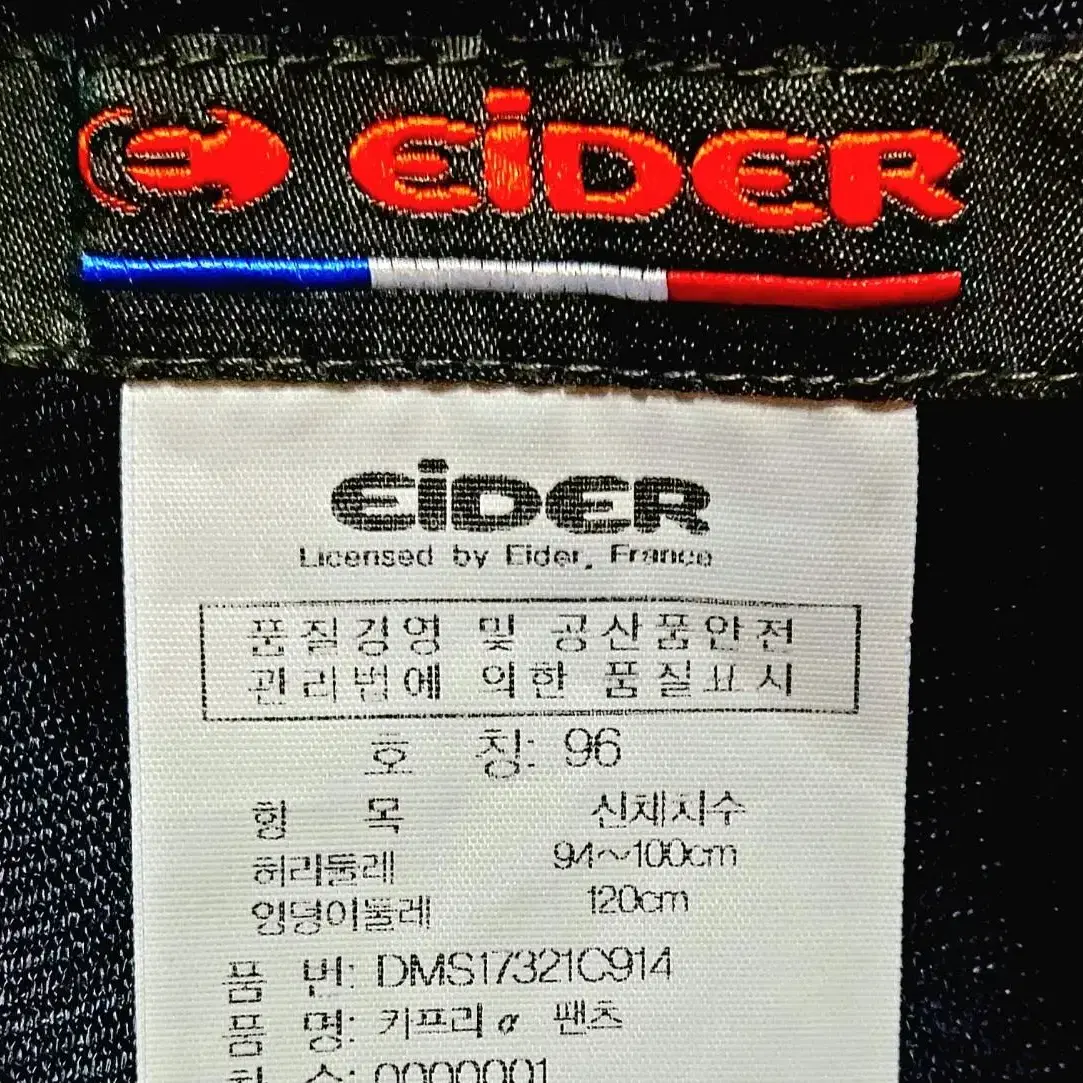 EiDER
EiDER
Licensed by Eider, France
품질경영 및 공산품안전
관리법에 의한 품질표시
호 칭: 96
항 목 신체치수
허리둘레 94~100cm
엉덩이둘레 120cm
품 번: DMS17321C914
품 명: 키프리α 팬츠
차 수: 0000001